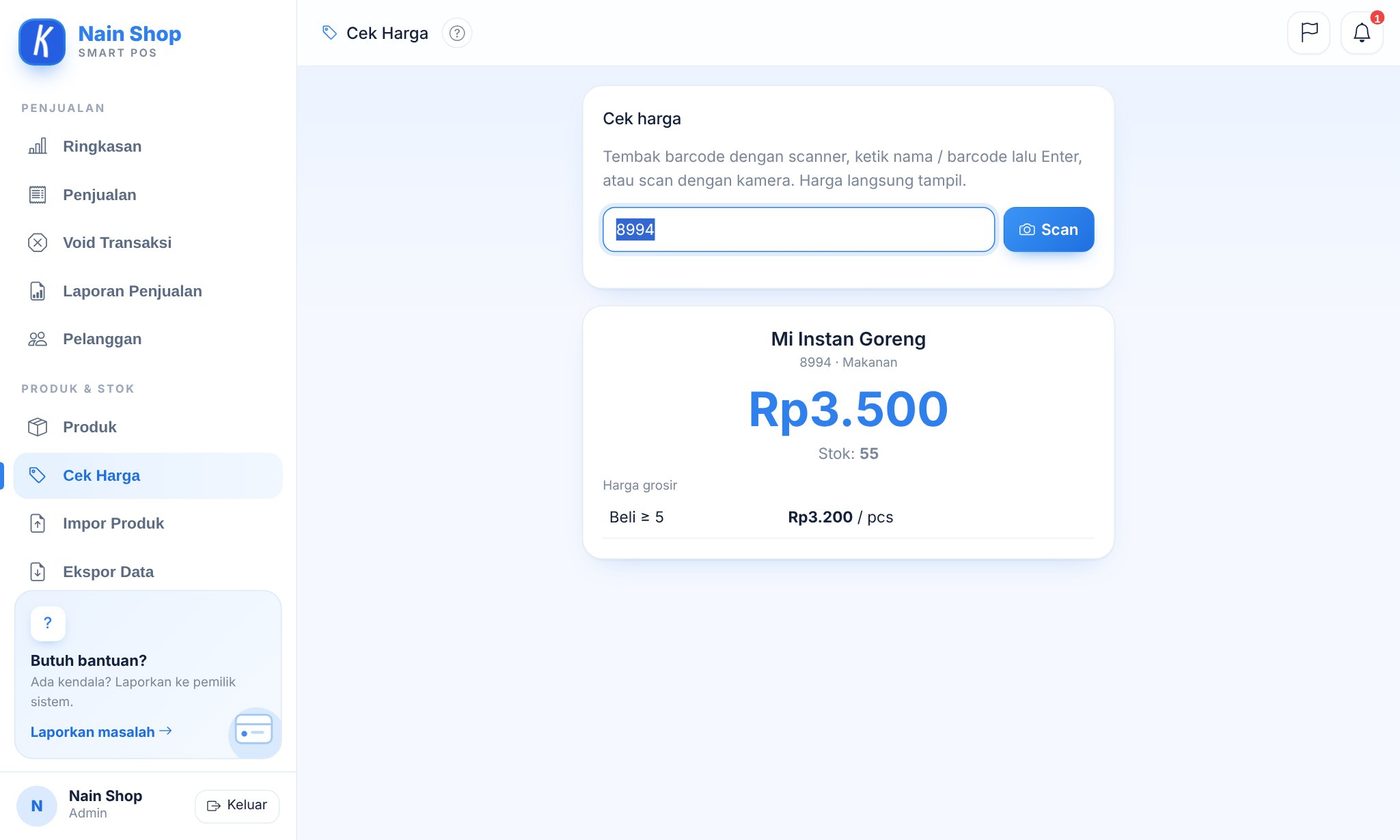 K
Nain Shop
SMART POS
PENJUALAN
Ringkasan
Penjualan
Void Transaksi
Laporan Penjualan
Pelanggan
PRODUK & STOK
Produk
Cek Harga
Impor Produk
Ekspor Data
?
Butuh bantuan?
Ada kendala? Laporkan ke pemilik
sistem.
Laporkan masalah →
N
Nain Shop
Admin
Keluar
Cek Harga
?
1
Cek harga
Tembak barcode dengan scanner, ketik nama / barcode lalu Enter,
atau scan dengan kamera. Harga langsung tampil.
8994
Scan
Mi Instan Goreng
8994 · Makanan
Rp3.500
Stok: 55
Harga grosir
Beli ≥ 5 Rp3.200 / pcs